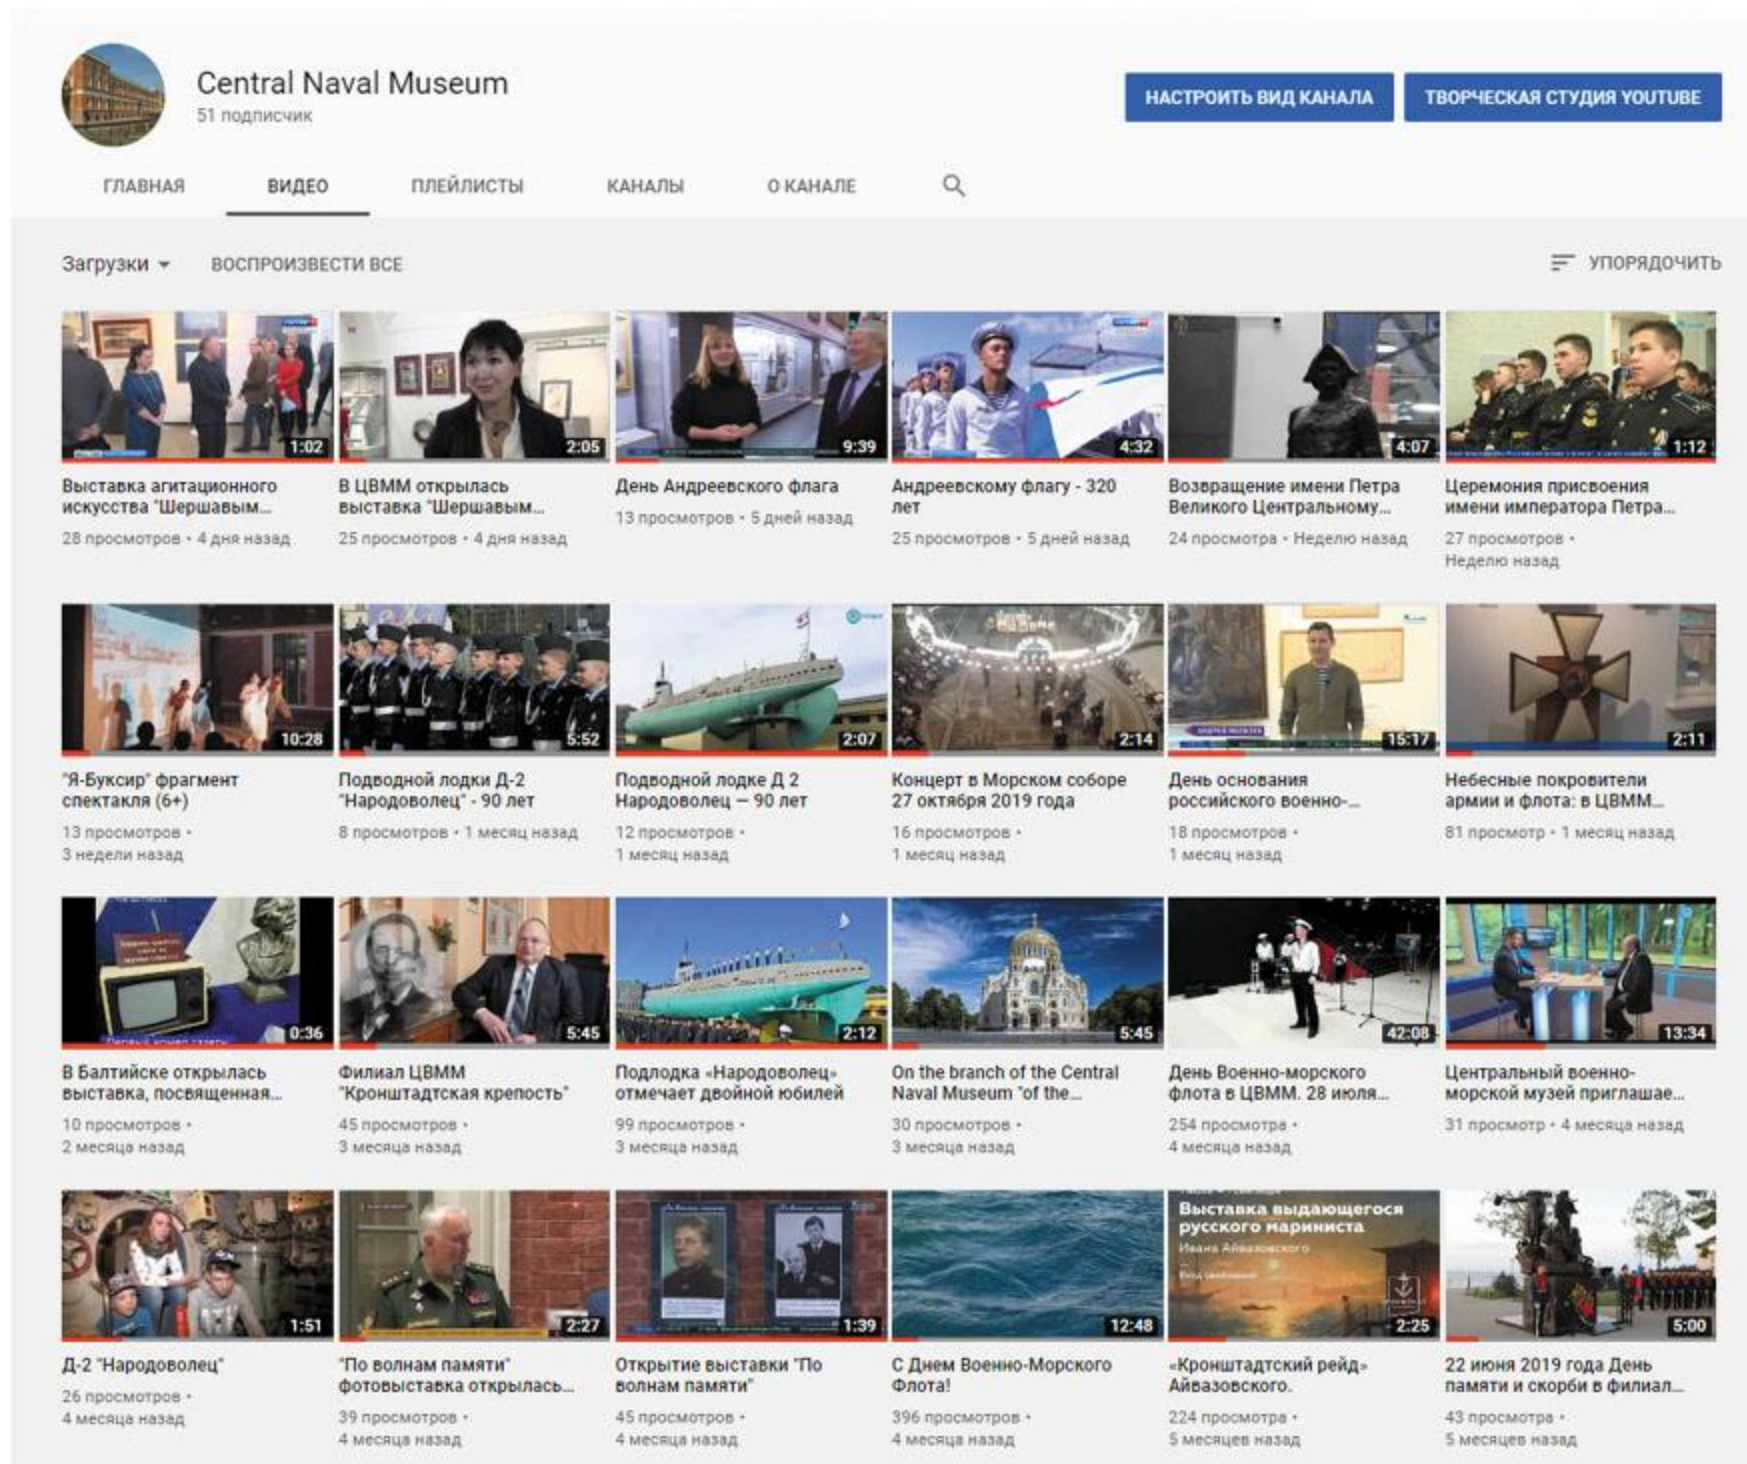 Central Naval Museum
51 подписчик
НАСТРОИТЬ ВИД КАНАЛА
ТВОРЧЕСКАЯ СТУДИЯ YOUTUBE
ГЛАВНАЯ
ВИДЕО
ПЛЕЙЛИСТЫ
КАНАЛЫ
О КАНАЛЕ
Загрузки
ВОСПРОИЗВЕСТИ ВСЕ
УПОРЯДОЧИТЬ
1:02
Выставка агитационного
искусства "Шершавым...
28 просмотров • 4 дня назад
2:05
В ЦВММ открылась
выставка "Шершавым...
25 просмотров • 4 дня назад
9:39
День Андреевского флага
13 просмотров • 5 дней назад
4:32
Андреевскому флагу - 320
лет
25 просмотров • 5 дней назад
4:07
Возвращение имени Петра
Великого Центральному...
24 просмотра • Неделю назад
1:12
Церемония присвоения
имени императора Петра...
27 просмотров •
Неделю назад
10:28
"Я-Буксир" фрагмент
спектакля (6+)
13 просмотров •
3 недели назад
5:52
Подводной лодки Д-2
"Народоволец" - 90 лет
8 просмотров • 1 месяц назад
2:07
Подводной лодке Д 2
Народоволец — 90 лет
12 просмотров •
1 месяц назад
2:14
Концерт в Морском соборе
27 октября 2019 года
16 просмотров •
1 месяц назад
15:17
День основания
российского военно-...
18 просмотров •
1 месяц назад
2:11
Небесные покровители
армии и флота: в ЦВММ...
81 просмотр • 1 месяц назад
0:36
В Балтийске открылась
выставка, посвященная...
10 просмотров •
2 месяца назад
5:45
Филиал ЦВММ
"Кронштадтская крепость"
45 просмотров •
3 месяца назад
2:12
Подлодка «Народоволец»
отмечает двойной юбилей
99 просмотров •
3 месяца назад
5:45
On the branch of the Central
Naval Museum "of the...
30 просмотров •
3 месяца назад
42:08
День Военно-морского
флота в ЦВММ. 28 июля...
254 просмотра •
4 месяца назад
13:34
Центральный военно-
морской музей приглашае...
31 просмотр • 4 месяца назад
1:51
Д-2 "Народоволец"
26 просмотров •
4 месяца назад
2:27
"По волнам памяти"
фотовыставка открылась...
39 просмотров •
4 месяца назад
1:39
Открытие выставки "По
волнам памяти"
45 просмотров •
4 месяца назад
12:48
С Днем Военно-Морского
Флота!
396 просмотров •
4 месяца назад
Выставка выдающегося
русского мариниста
Ивана Айвазовского
Вход свободный
2:25
«Кронштадтский рейд»
Айвазовского.
224 просмотра •
5 месяцев назад
5:00
22 июня 2019 года День
памяти и скорби в филиал...
43 просмотра •
5 месяцев назад